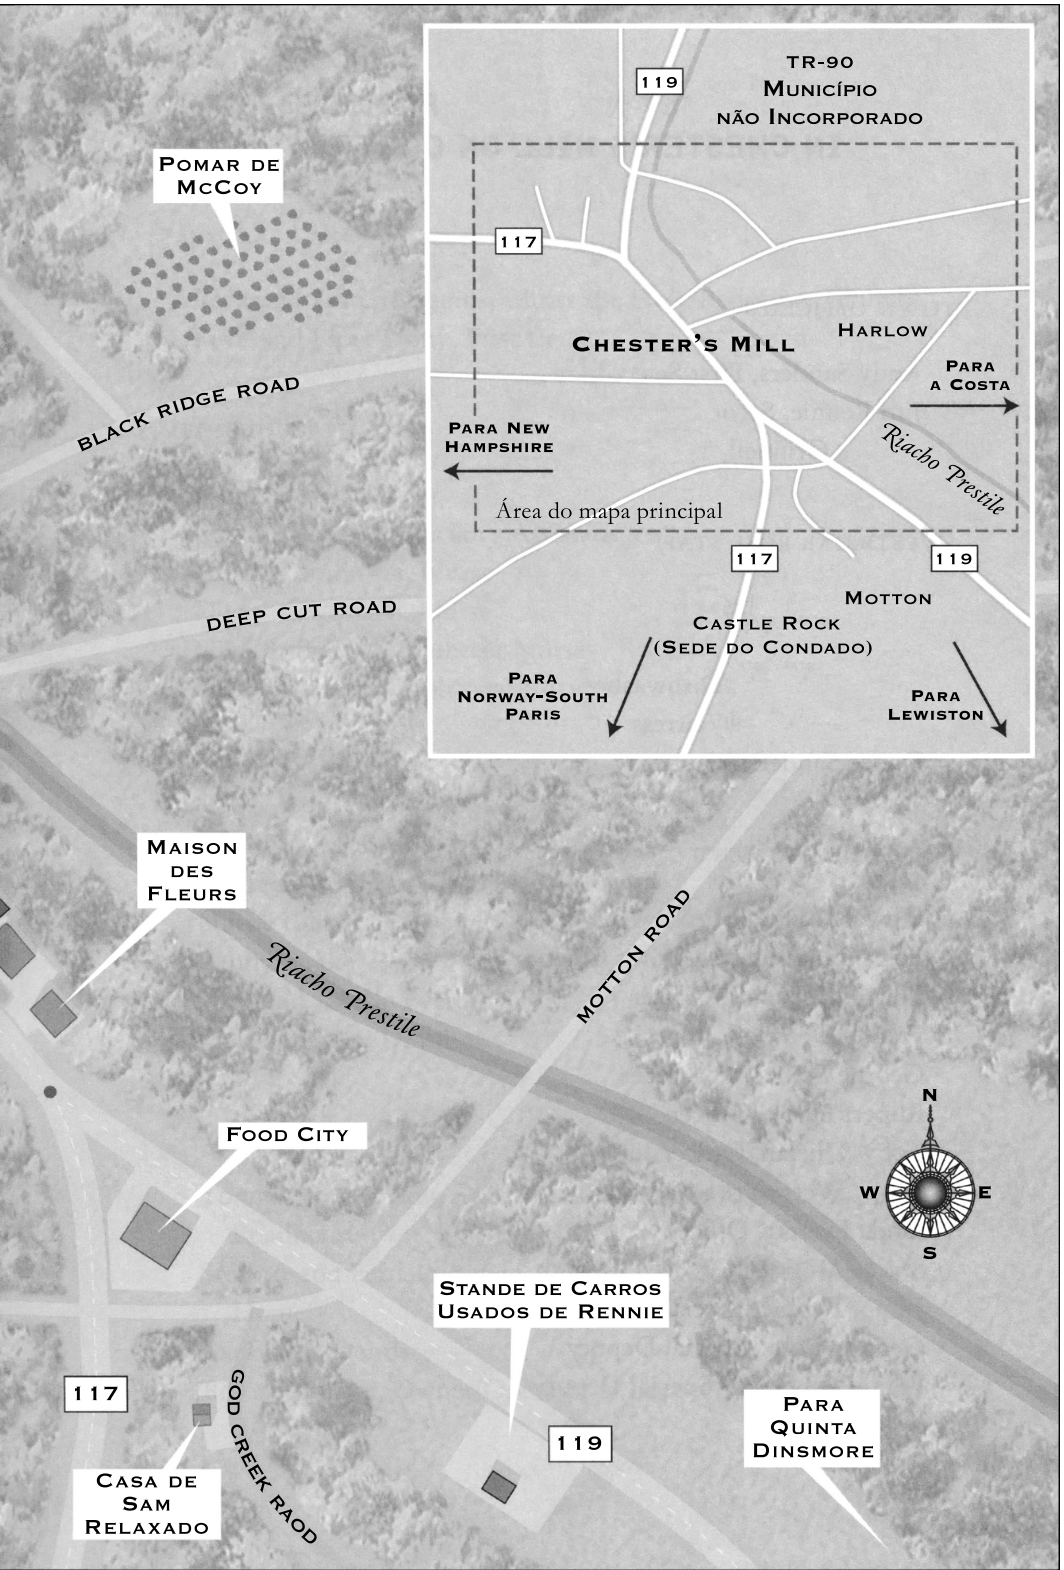 119
TR-90
Município
não Incorporado
117
Chester's Mill
Harlow
Para
a Costa
Para New
Hampshire
Riacho Prestile
Área do mapa principal
117
119
Motton
Castle Rock
(Sede do Condado)
Para
Norway-South
Paris
Para
Lewiston
Pomar de
McCoy
BLACK RIDGE ROAD
DEEP CUT ROAD
Maison
des
Fleurs
Riacho Prestile
MOTTON ROAD
N
W
E
S
Food City
Stande de Carros
Usados de Rennie
117
GOD CREEK RAOD
119
Para
Quinta
Dinsmore
Casa de
Sam
Relaxado